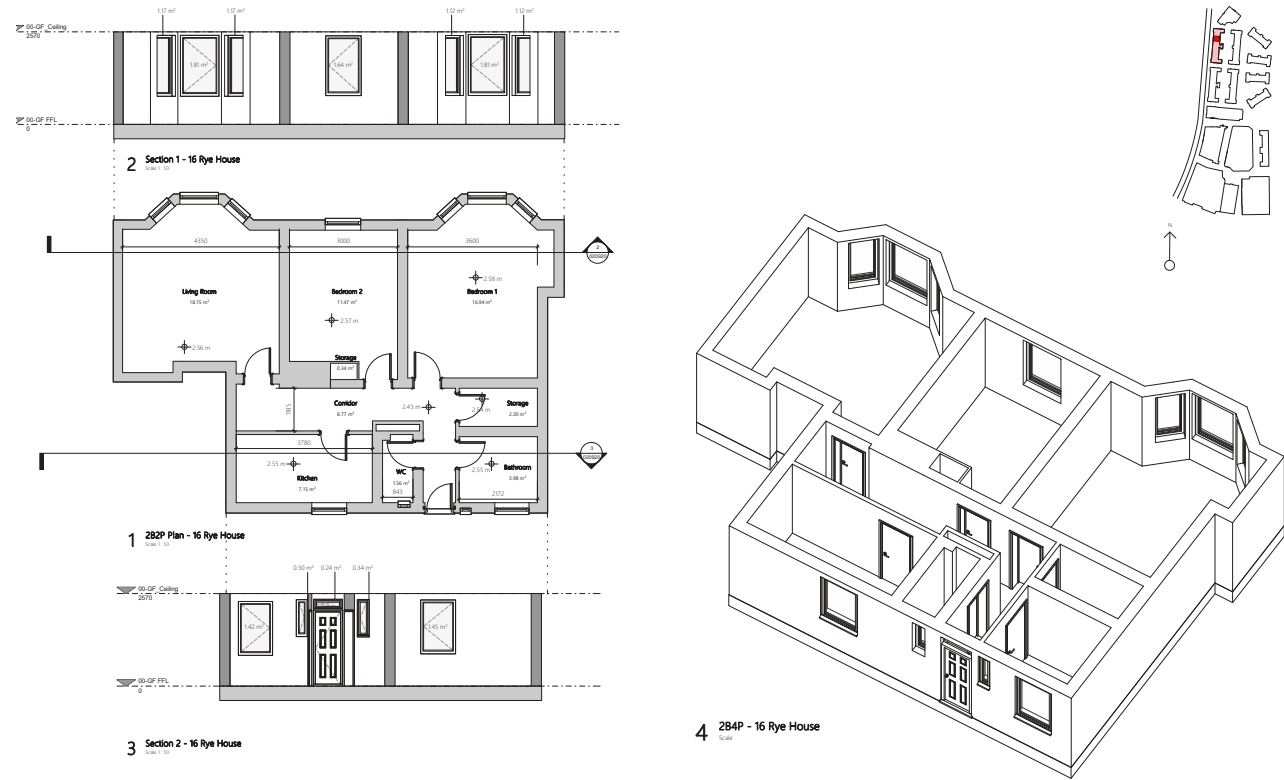 1.17 m²
1.17 m²
1.12 m²
1.12 m²
00-GF_Ceiling
2570
1.81 m²
1.64 m²
1.81 m²
00-GF FFL
0
2
Section 1 - 16 Rye House
Scale 1 : 50
4350
3000
3600
2
020920
2.58 m
Living Room
18.15 m²
Bedroom 2
11.47 m²
Bedroom 1
16.94 m²
2.57 m
2.56 m
Storage
0.34 m²
1185
Corridor
8.77 m²
2.43 m
2.54 m
Storage
2.30 m²
3780
3
020920
2.55 m
WC
1.56 m²
2.55 m
Bathroom
3.98 m²
Kitchen
7.15 m²
843
2172
1
2B2P Plan - 16 Rye House
Scale 1 : 50
0.30 m²
0.24 m²
0.34 m²
00-GF_Ceiling
2570
1.42 m²
1.45 m²
00-GF FFL
0
3
Section 2 - 16 Rye House
Scale 1 : 50
N
4
2B4P - 16 Rye House
Scale